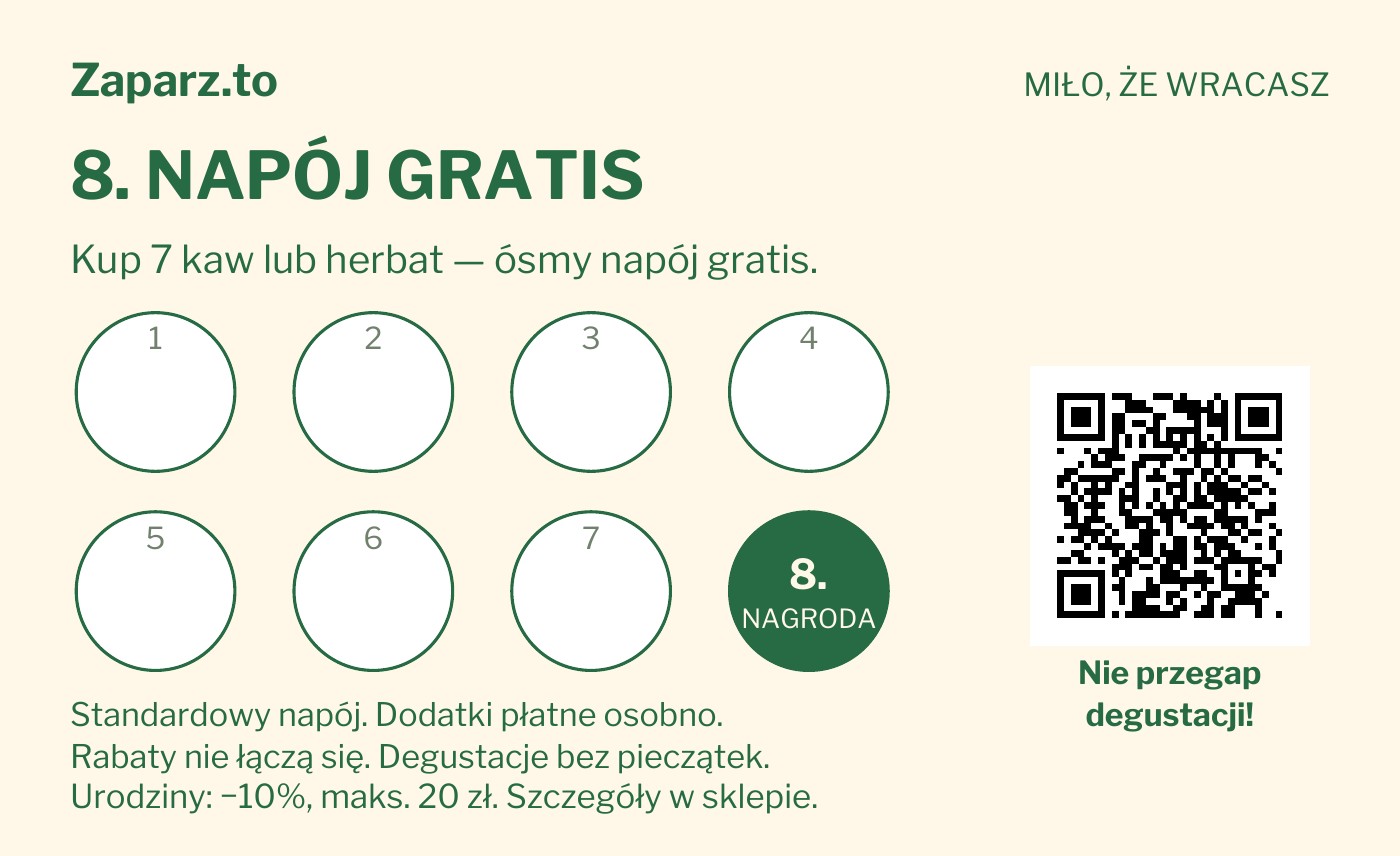 Zaparz.to
MIŁO, ŻE WRACASZ
8. NAPÓJ GRATIS
Kup 7 kaw lub herbat — ósmy napój gratis.
1
2
3
4
5
6
7
8.
NAGRODA
Nie przegap
degustacji!
Standardowy napój. Dodatki płatne osobno.
Rabaty nie łączą się. Degustacje bez pieczątek.
Urodziny: −10%, maks. 20 zł. Szczegóły w sklepie.